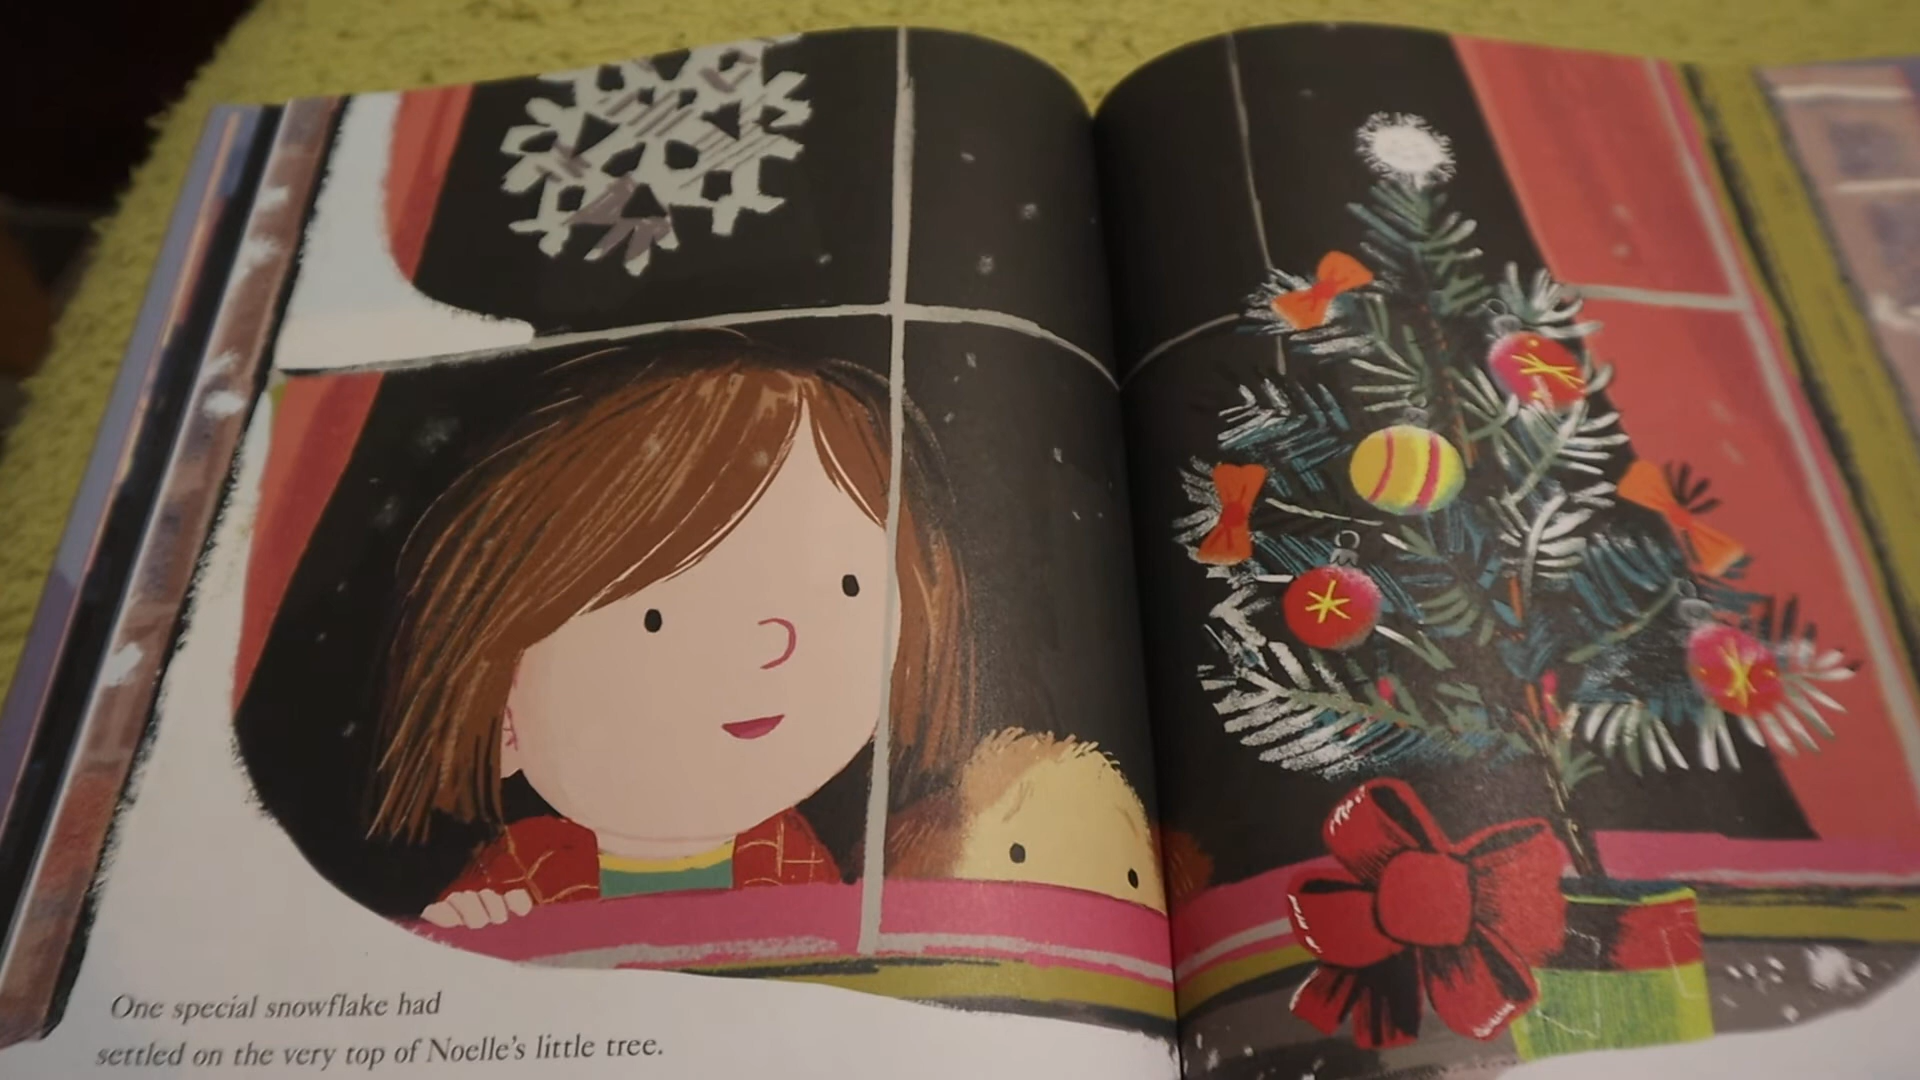 One special snowflake had
settled on the very top of Noelle's little tree.